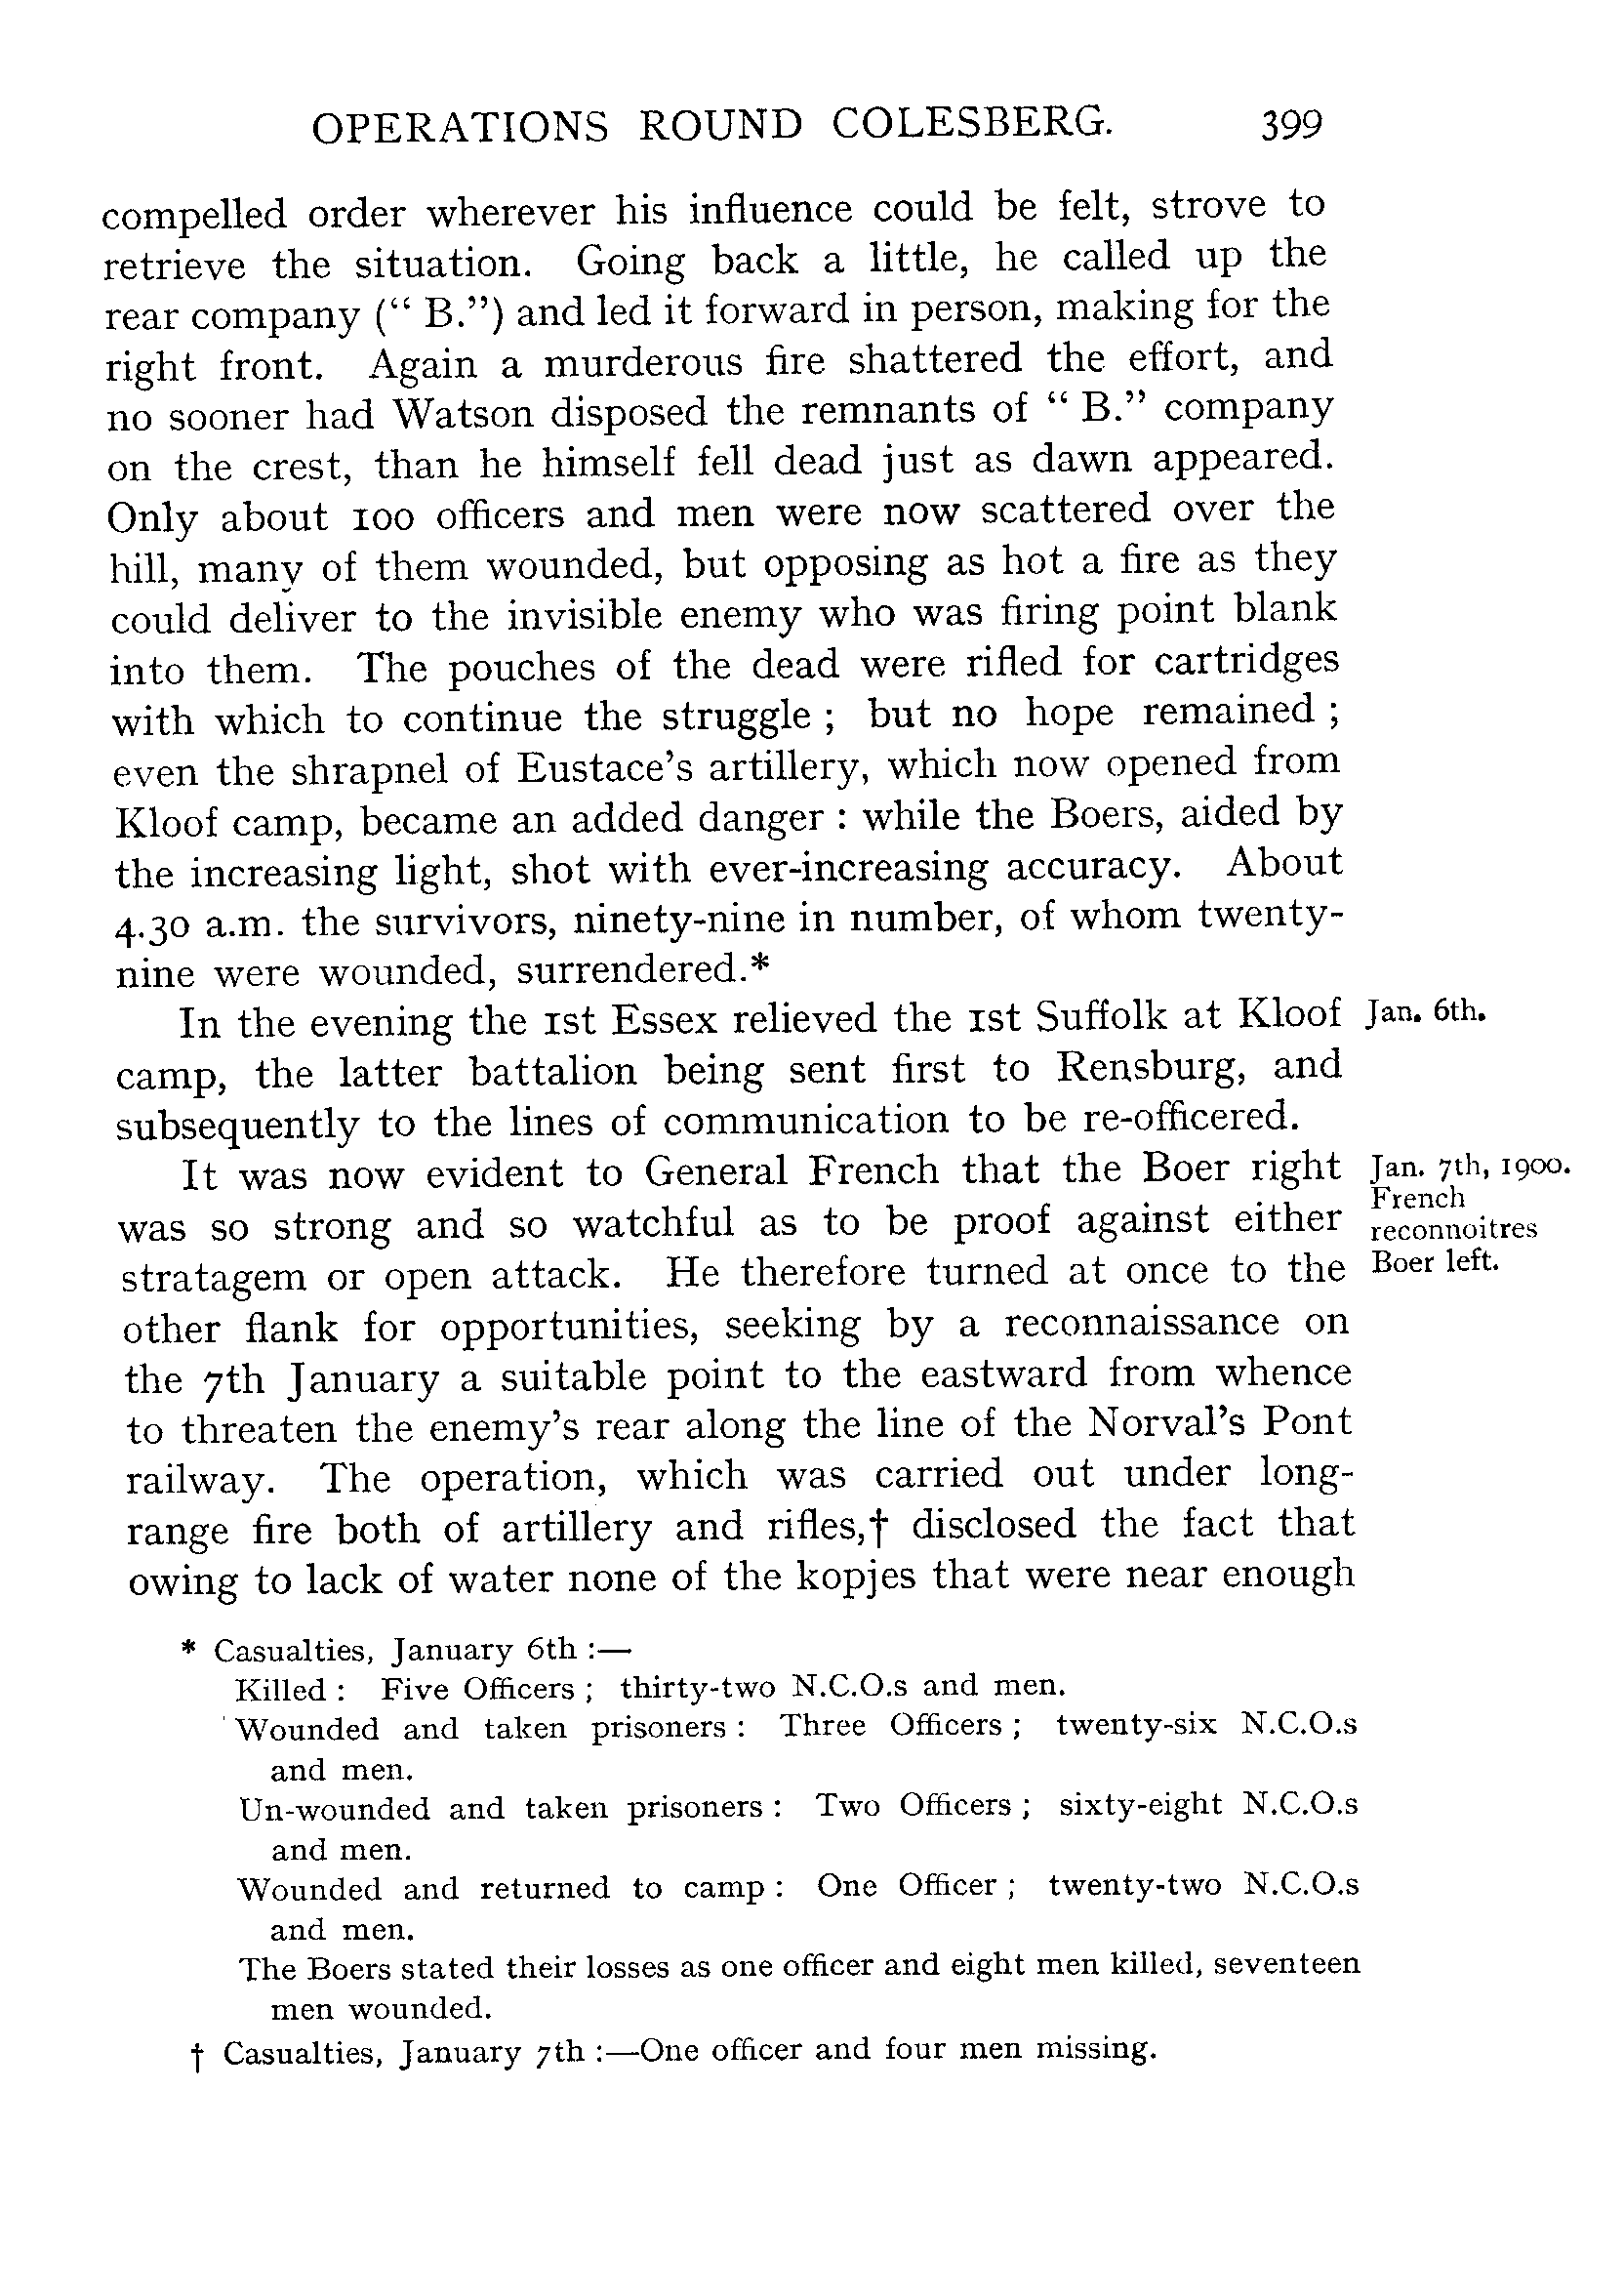 OPERATIONS ROUND COLESBERG. 399
compelled order wherever his influence could be felt, strove to
retrieve the situation. Going back a little, he called up the
rear company (“ B.”) and led it forward in person, making for the
right front. Again a murderous fire shattered the effort, and
no sooner had Watson disposed the remnants of “ B.” company
on the crest, than he himself fell dead just as dawn appeared.
Only about 100 officers and men were now scattered over the
hill, many of them wounded, but opposing as hot a fire as they
could deliver to the invisible enemy who was firing point blank
into them. The pouches of the dead were rifled for cartridges
with which to continue the struggle ; but no hope remained ;
even the shrapnel of Eustace’s artillery, which now opened from
Kloof camp, became an added danger : while the Boers, aided by
the increasing light, shot with ever-increasing accuracy. About
4.30 a.m. the survivors, ninety-nine in number, of whom twenty-
nine were wounded, surrendered.*
In the evening the 1st Essex relieved the 1st Suffolk at Kloof
Jan. 6th.
camp, the latter battalion being sent first to Rensburg, and
subsequently to the lines of communication to be re-officered.
It was now evident to General French that the Boer right
was so strong and so watchful as to be proof against either
stratagem or open attack. He therefore turned at once to the
Jan. 7th, 1900.
French
reconnoitres
Boer left.
other flank for opportunities, seeking by a reconnaissance on
the 7th January a suitable point to the eastward from whence
to threaten the enemy’s rear along the line of the Norval’s Pont
railway. The operation, which was carried out under long-
range fire both of artillery and rifles,† disclosed the fact that
owing to lack of water none of the kopjes that were near enough
* Casualties, January 6th :—
Killed : Five Officers ; thirty-two N.C.O.s and men.
Wounded and taken prisoners : Three Officers ; twenty-six N.C.O.s
and men.
Un-wounded and taken prisoners : Two Officers ; sixty-eight N.C.O.s
and men.
Wounded and returned to camp : One Officer ; twenty-two N.C.O.s
and men.
The Boers stated their losses as one officer and eight men killed, seventeen
men wounded.
† Casualties, January 7th :—One officer and four men missing.